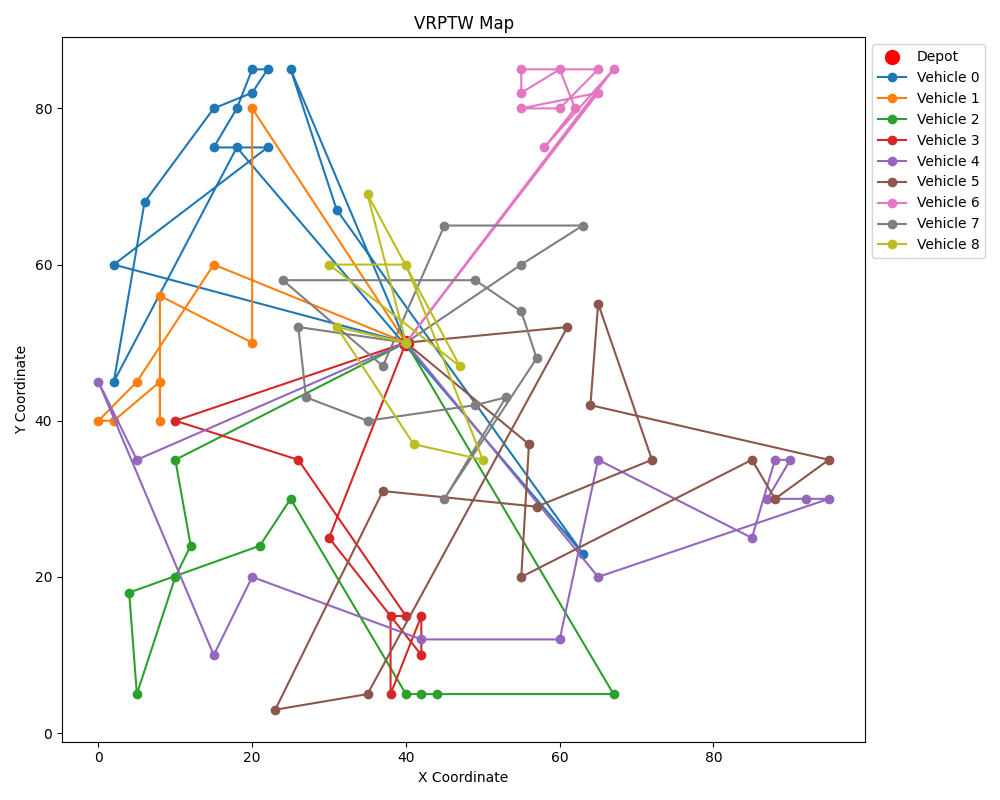 VRPTW Map
Depot
Vehicle 0
Vehicle 1
Vehicle 2
Vehicle 3
Vehicle 4
Vehicle 5
Vehicle 6
Vehicle 7
Vehicle 8
Y Coordinate
80
60
40
20
0
0 20 40 60 80
X Coordinate